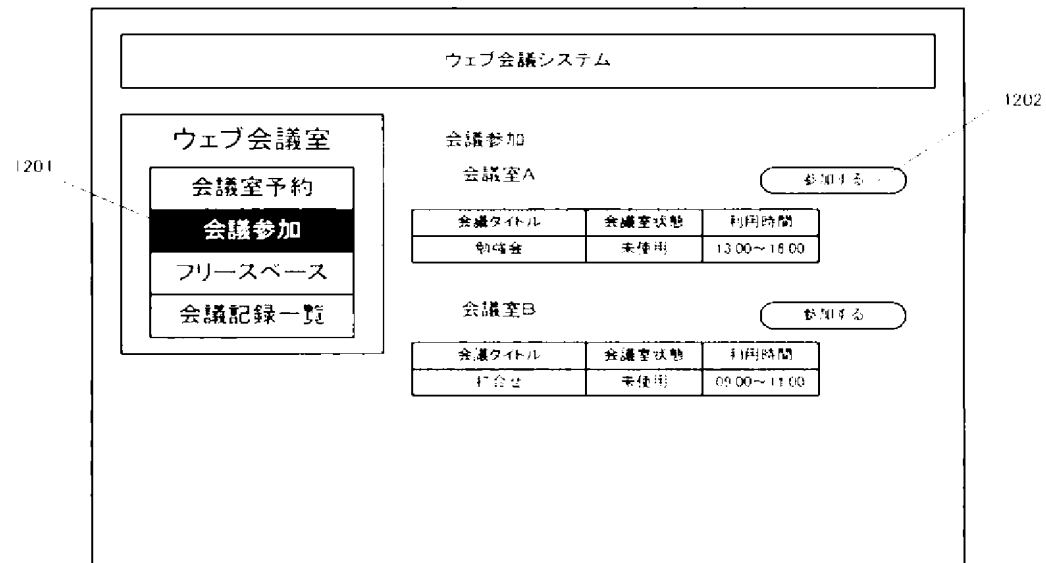 ウェブ会議システム
1202
ウェブ会議室
1201
会議室予約
会議参加
フリースペース
会議記録一覧
会議参加
会議室A
参加する
会議タイトル 会議室状態 利用時間
勉強会 未使用 13:00～16:00
会議室B
参加する
会議タイトル 会議室状態 利用時間
打合せ 未使用 09:00～11:00